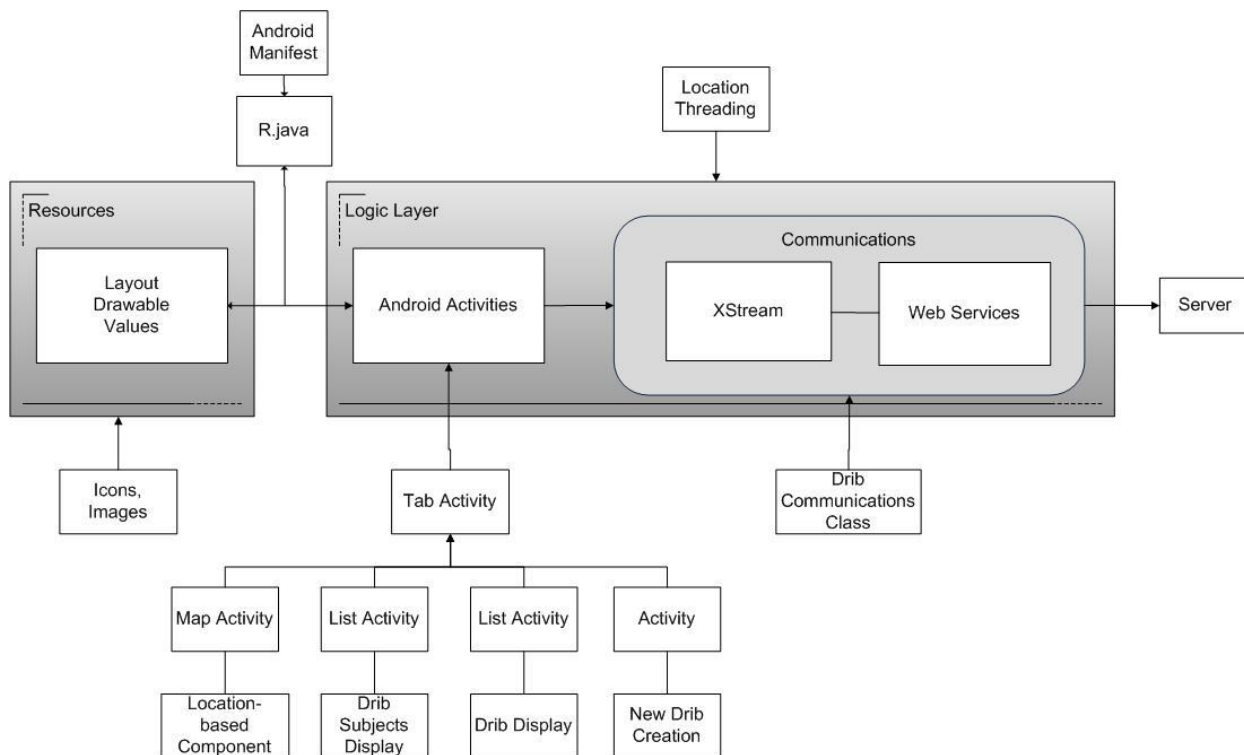 Android
Manifest
R.java
Location
Threading
Resources
Layout
Drawable
Values
Logic Layer
Android Activities
Communications
XStream
Web Services
Server
Icons,
Images
Tab Activity
Drib
Communications
Class
Map Activity
List Activity
List Activity
Activity
Location-
based
Component
Drib
Subjects
Display
Drib Display
New Drib
Creation